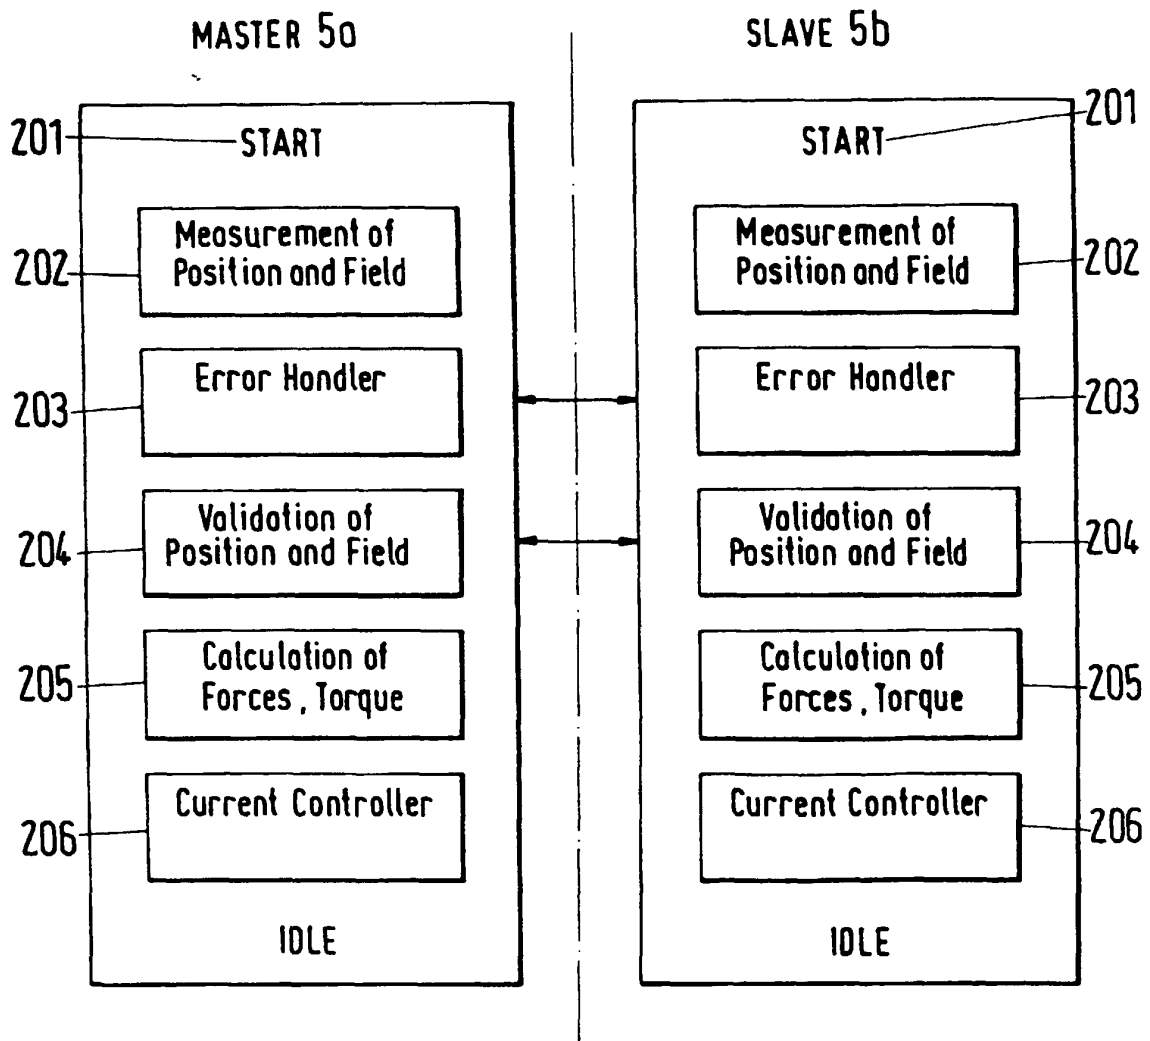 MASTER 5a
SLAVE 5b
201
START
202
Measurement of
Position and Field
203
Error Handler
204
Validation of
Position and Field
205
Calculation of
Forces, Torque
206
Current Controller
IDLE
201
START
202
Measurement of
Position and Field
203
Error Handler
204
Validation of
Position and Field
205
Calculation of
Forces, Torque
206
Current Controller
IDLE